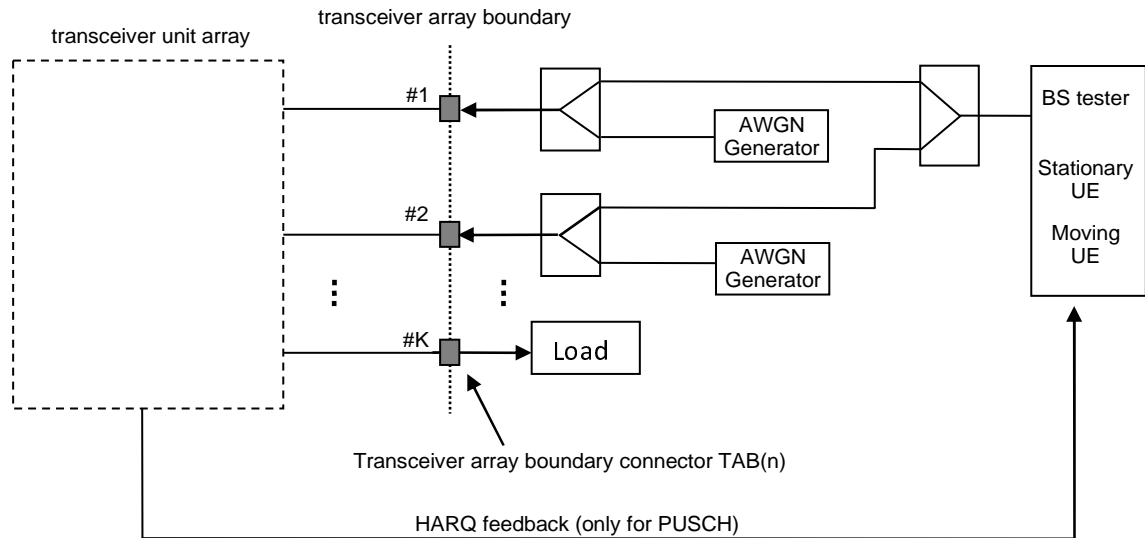 transceiver array boundary
transceiver unit array
#1
AWGN
Generator
BS tester
Stationary
UE
Moving
UE
#2
AWGN
Generator
#K
Load
Transceiver array boundary connector TAB(n)
HARQ feedback (only for PUSCH)